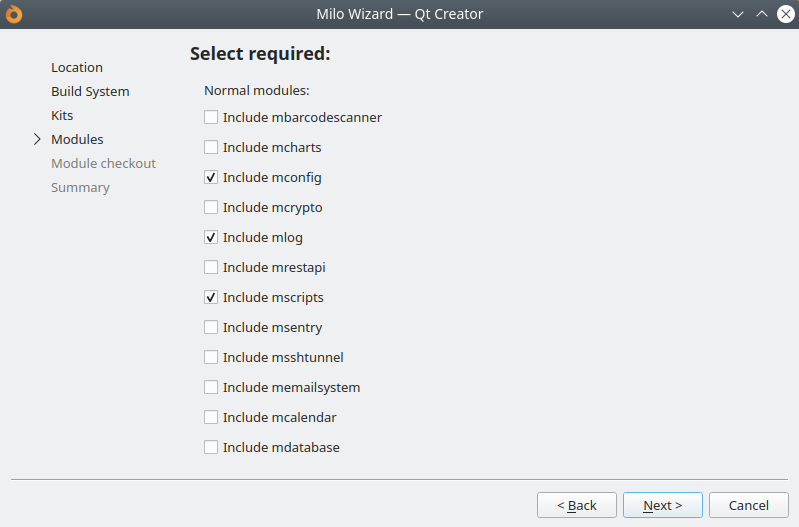 Milo Wizard — Qt Creator
Select required:
Location
Build System
Kits
Modules
Module checkout
Summary
Normal modules:
Include mbarcodescanner
Include mcharts
Include mconfig
Include mcrypto
Include mlog
Include mrestapi
Include mscripts
Include msentry
Include msshtunnel
Include memailsystem
Include mcalendar
Include mdatabase
< Back
Next >
Cancel